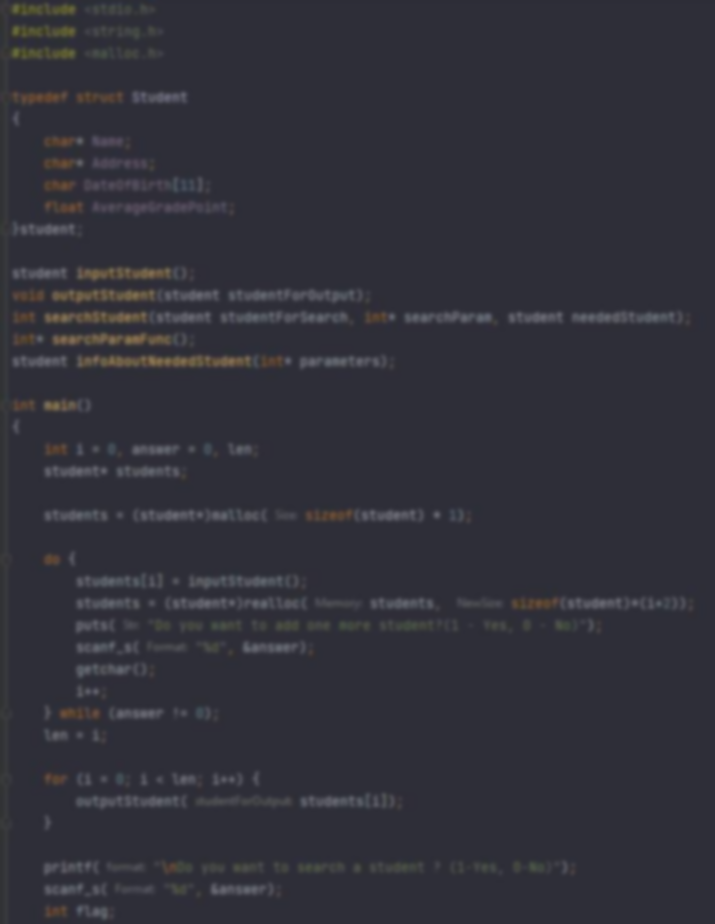 #include <stdio.h>
#include <string.h>
#include <malloc.h>
typedef struct Student
{
char* Name;
char* Address;
char DateOfBirth[11];
float AverageGradePoint;
}student;
student inputStudent();
void outputStudent(student studentForOutput);
int searchStudent(student studentForSearch, int* searchParam, student neededStudent);
int* searchParamFunc();
student infoAboutNeededStudent(int* parameters);
int main()
{
int i = 0, answer = 0, len;
student* students;
students = (student*)malloc( Size: sizeof(student) * 1);
do {
students[i] = inputStudent();
students = (student*)realloc( Memory: students, NewSize: sizeof(student)*(i+2));
puts( Str: "Do you want to add one more student?(1 - Yes, 0 - No)");
scanf_s( Format: "%d", &answer);
getchar();
i++;
} while (answer != 0);
len = i;
for (i = 0; i < len; i++) {
outputStudent( studentForOutput: students[i]);
}
printf( Format: "\nDo you want to search a student ? (1-Yes, 0-No)");
scanf_s( Format: "%d", &answer);
int flag;